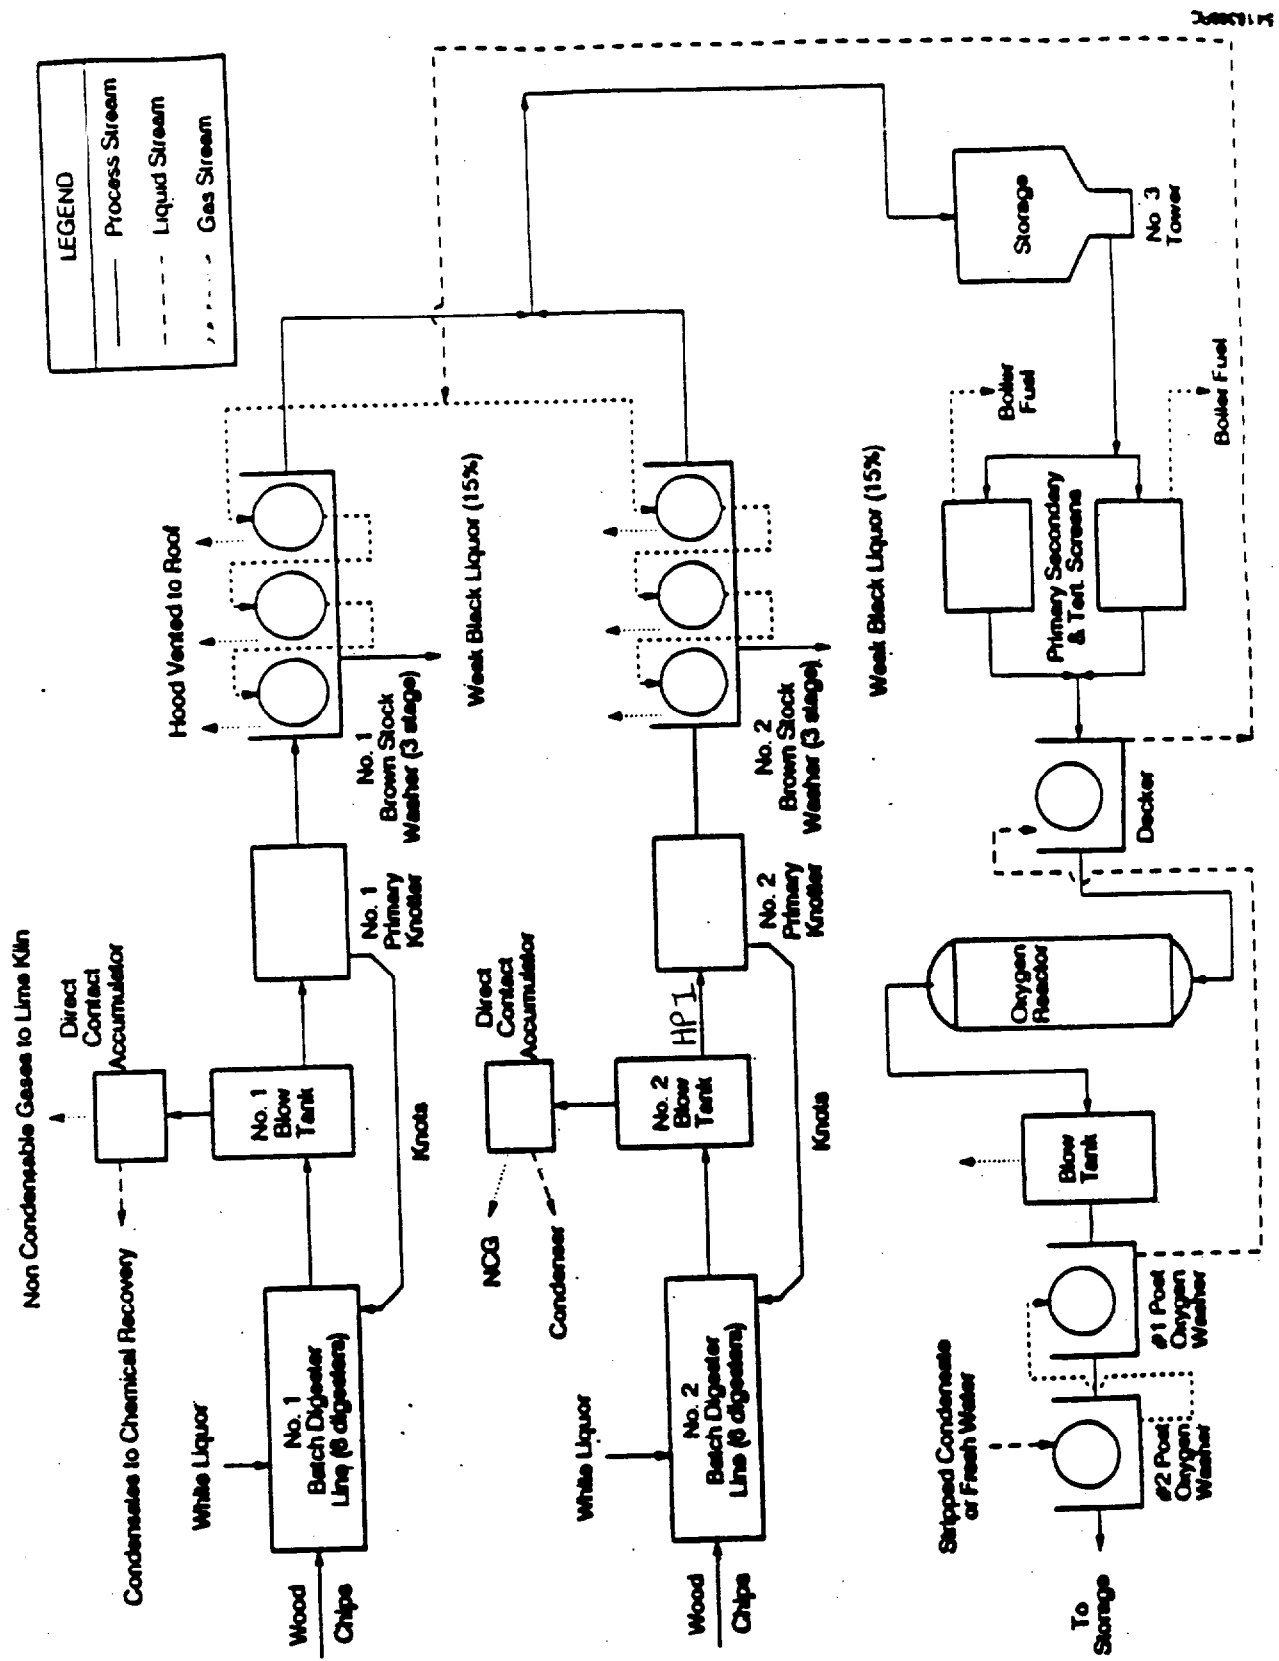 LEGEND
Process Stream
Liquid Stream
Gas Stream
Non Condensable Gases to Lime Kiln
Direct
Contact
Accumulator
Condensates to Chemical Recovery
White Liquor
Wood
Chips
No. 1
Batch Digester
Line (6 digesters)
No. 1
Blow
Tank
Knots
No. 1
Primary
Knotter
Hood Vented to Roof
No. 1
Brown Stock
Washer (3 stage)
Weak Black Liquor (15%)
Direct
Contact
Accumulator
NCG
Condenser
White Liquor
Wood
Chips
No. 2
Batch Digester
Line (6 digesters)
No. 2
Blow
Tank
HP1
Knots
No. 2
Primary
Knotter
No. 2
Brown Stock
Washer (3 stage)
Weak Black Liquor (15%)
Storage
No. 3
Tower
Boiler
Fuel
Boiler Fuel
Primary Secondary
& Tert. Screens
Decker
Oxygen
Reactor
Blow
Tank
#1 Post
Oxygen
Washer
#2 Post
Oxygen
Washer
Stripped Condensate
or Fresh Water
To
Storage